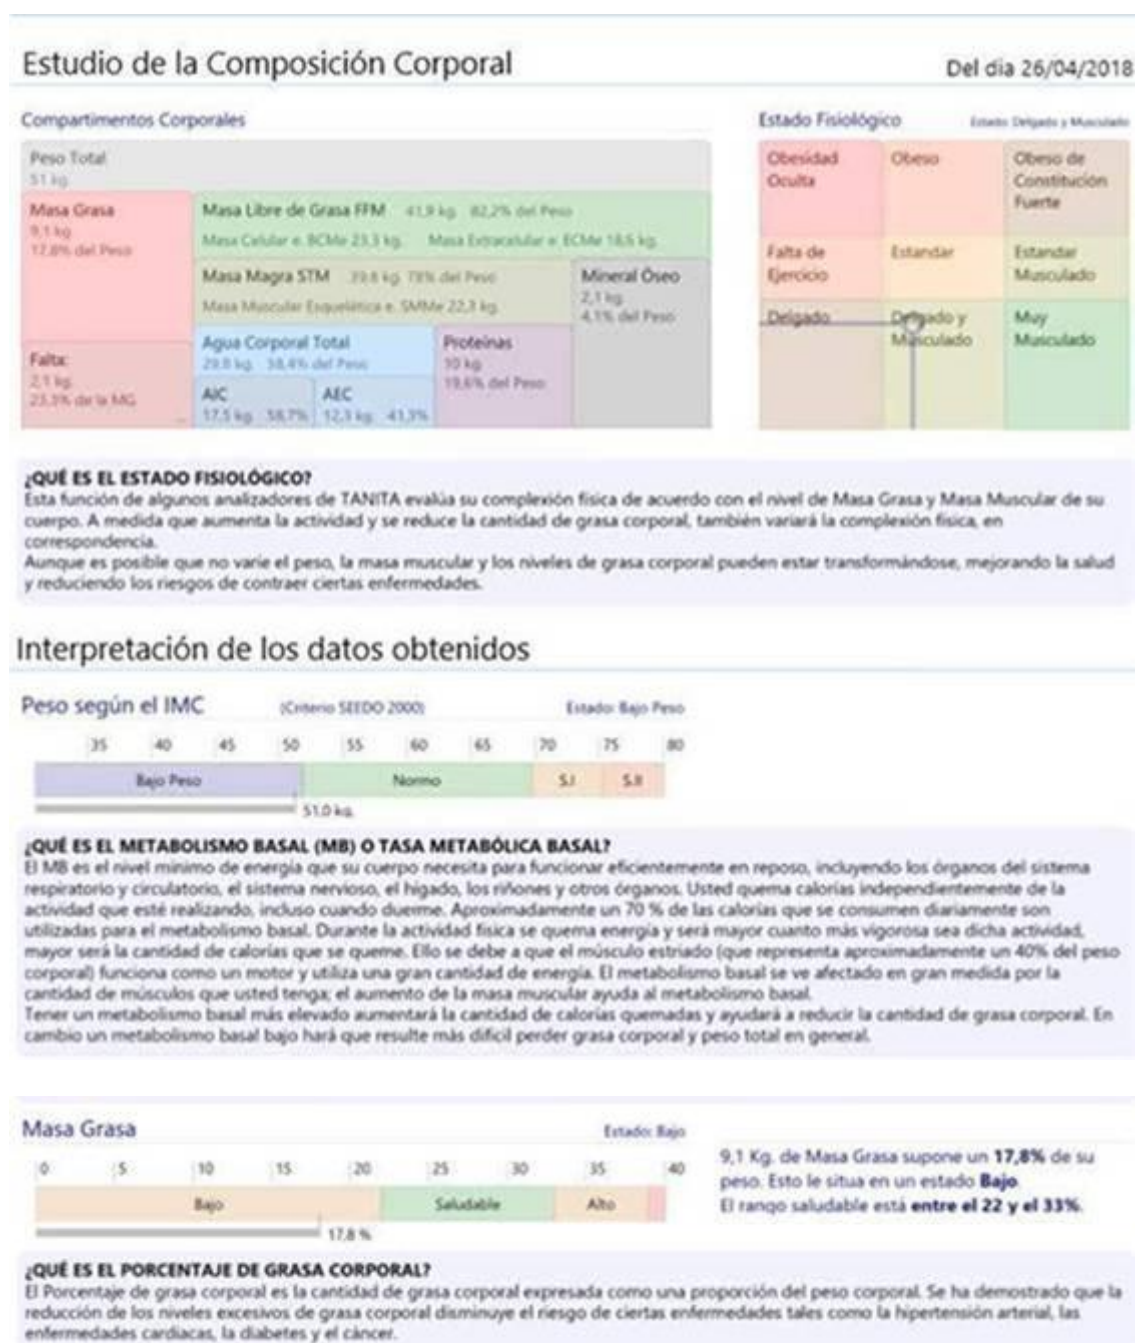 Estudio de la Composición Corporal
Del dia 26/04/2018
Compartimentos Corporales
Peso Total
51 kg
Masa Grasa
9,1 kg
17,8% del Peso
Falta:
2,1 kg
23,3% de la MG
Masa Libre de Grasa FFM 41,9 kg 82,2% del Peso
Masa Celular e. BCMe 23,3 kg. Masa Extracelular e. ECMe 18,6 kg.
Masa Magra STM 39,8 kg 78% del Peso
Masa Muscular Esquelética e. SMMe 22,3 kg.
Mineral Óseo
2,1 kg
4,1% del Peso
Agua Corporal Total
29,8 kg 58,4% del Peso
AIC
17,5 kg 58,7%
AEC
12,3 kg 41,3%
Proteínas
10 kg
19,6% del Peso
Estado Fisiológico
Estado: Delgado y Musculado
Obesidad Oculta
Obeso
Obeso de Constitución Fuerte
Falta de Ejercicio
Estandar
Estandar Musculado
Delgado
Delgado y Musculado
Muy Musculado
¿QUÉ ES EL ESTADO FISIOLÓGICO?
Esta función de algunos analizadores de TANITA evalúa su complexión física de acuerdo con el nivel de Masa Grasa y Masa Muscular de su
cuerpo. A medida que aumenta la actividad y se reduce la cantidad de grasa corporal, también variará la complexión física, en
correspondencia.
Aunque es posible que no varíe el peso, la masa muscular y los niveles de grasa corporal pueden estar transformándose, mejorando la salud
y reduciendo los riesgos de contraer ciertas enfermedades.
Interpretación de los datos obtenidos
Peso según el IMC (Criterio SEEDO 2000) Estado: Bajo Peso
35 40 45 50 55 60 65 70 75 80
Bajo Peso Normo S.I S.II
51,0 kg.
¿QUÉ ES EL METABOLISMO BASAL (MB) O TASA METABÓLICA BASAL?
El MB es el nivel mínimo de energía que su cuerpo necesita para funcionar eficientemente en reposo, incluyendo los órganos del sistema
respiratorio y circulatorio, el sistema nervioso, el hígado, los riñones y otros órganos. Usted quema calorías independientemente de la
actividad que esté realizando, incluso cuando duerme. Aproximadamente un 70 % de las calorías que se consumen diariamente son
utilizadas para el metabolismo basal. Durante la actividad física se quema energía y será mayor cuanto más vigorosa sea dicha actividad,
mayor será la cantidad de calorías que se queme. Ello se debe a que el músculo estriado (que representa aproximadamente un 40% del peso
corporal) funciona como un motor y utiliza una gran cantidad de energía. El metabolismo basal se ve afectado en gran medida por la
cantidad de músculos que usted tenga; el aumento de la masa muscular ayuda al metabolismo basal.
Tener un metabolismo basal más elevado aumentará la cantidad de calorías quemadas y ayudará a reducir la cantidad de grasa corporal. En
cambio un metabolismo basal bajo hará que resulte más difícil perder grasa corporal y peso total en general.
Masa Grasa Estado: Bajo
0 5 10 15 20 25 30 35 40
Bajo Saludable Alto
17,8 %
9,1 Kg. de Masa Grasa supone un 17,8% de su
peso. Esto le situa en un estado Bajo.
El rango saludable está entre el 22 y el 33%.
¿QUÉ ES EL PORCENTAJE DE GRASA CORPORAL?
El Porcentaje de grasa corporal es la cantidad de grasa corporal expresada como una proporción del peso corporal. Se ha demostrado que la
reducción de los niveles excesivos de grasa corporal disminuye el riesgo de ciertas enfermedades tales como la hipertensión arterial, las
enfermedades cardíacas, la diabetes y el cáncer.